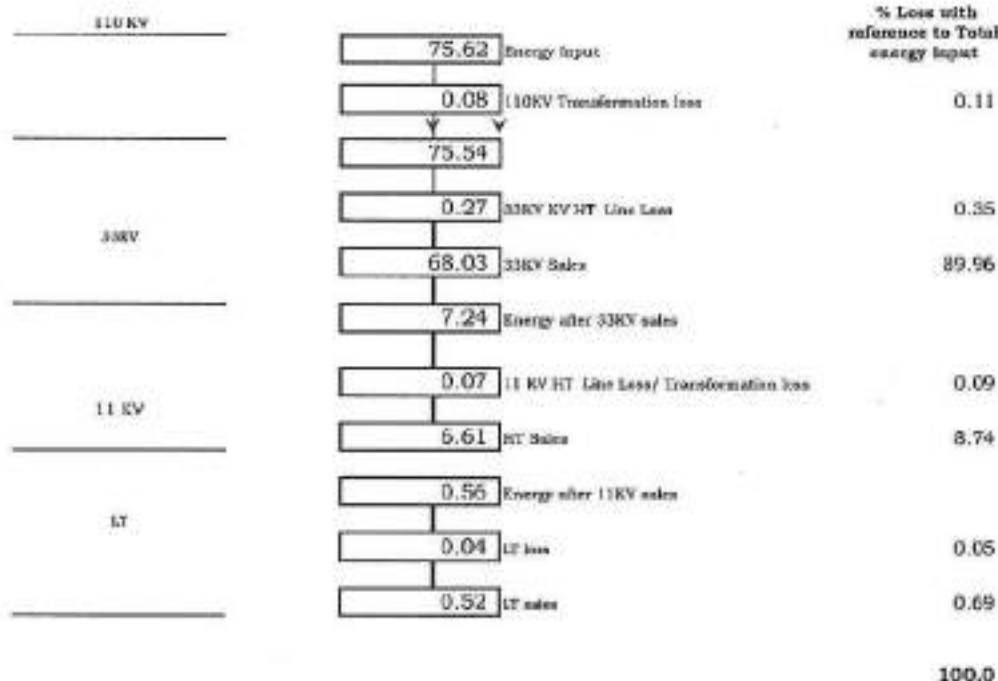 110 KV
% Loss with
reference to Total
energy Input
75.62 Energy Input
0.08 110KV Transformation loss 0.11
75.54
0.27 33KV KV HT Line Loss 0.35
33KV
68.03 33KV Sales 89.96
7.24 Energy after 33KV sales
0.07 11 KV HT Line Loss/ Transformation loss 0.09
11 KV
6.61 HT Sales 8.74
0.56 Energy after 11KV sales
LT
0.04 LT loss 0.05
0.52 LT sales 0.69
100.0